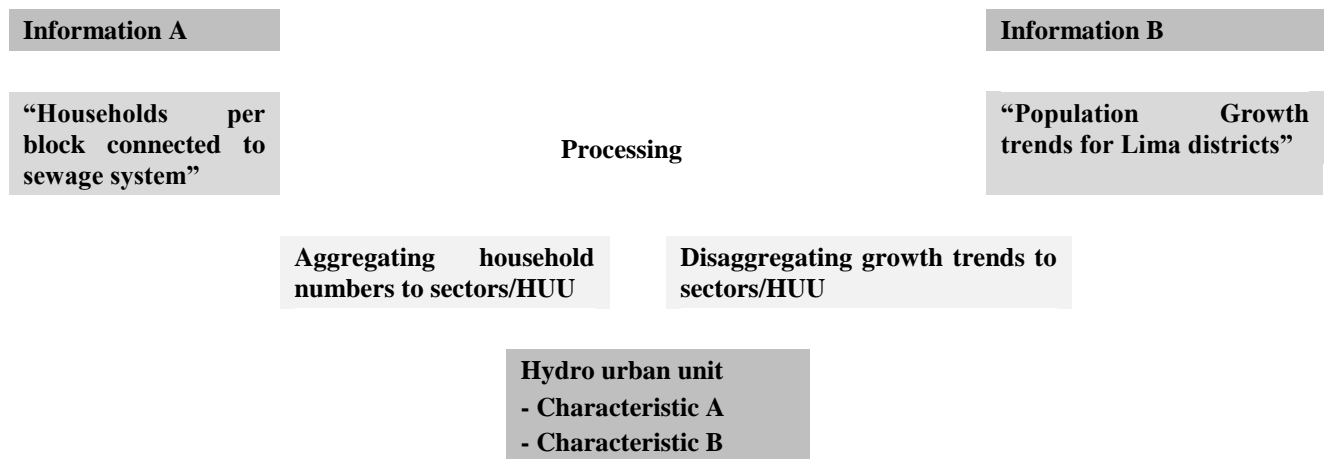 Information A
Information B
“Households per
block connected to
sewage system”
“Population Growth
trends for Lima districts”
Processing
Aggregating household
numbers to sectors/HUU
Disaggregating growth trends to
sectors/HUU
Hydro urban unit
- Characteristic A
- Characteristic B